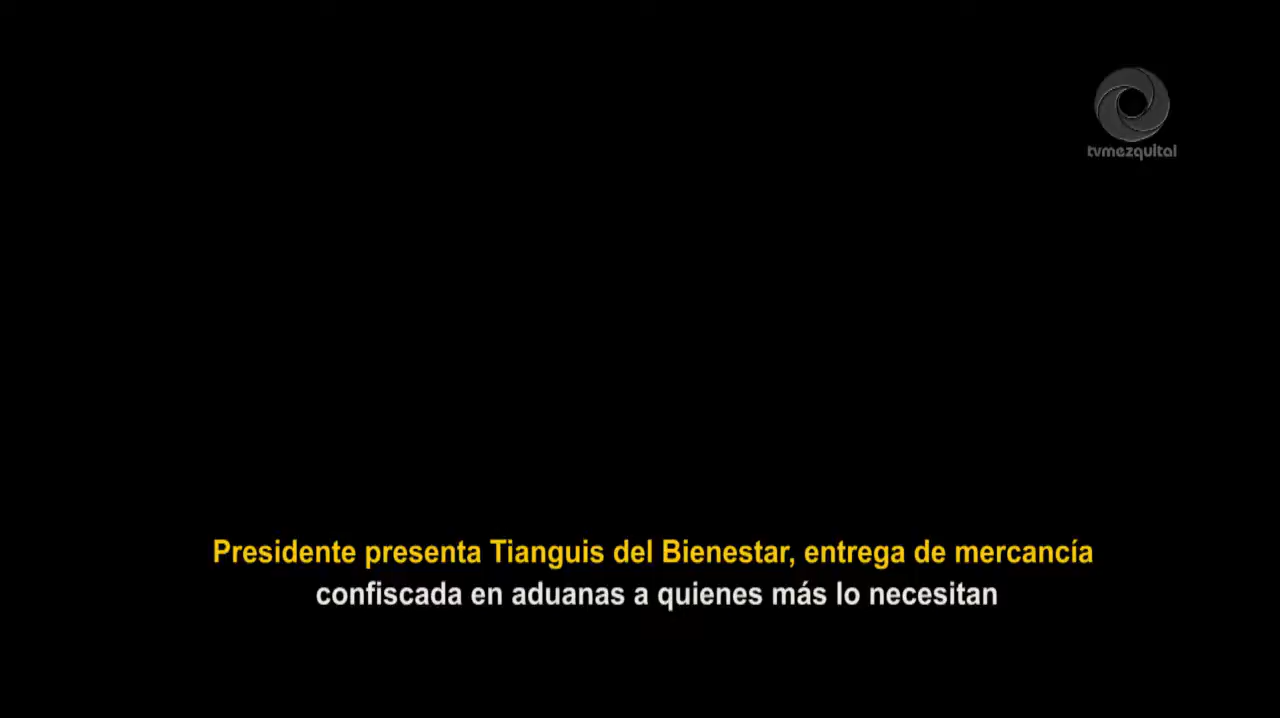 tvmezquital
Presidente presenta Tianguis del Bienestar, entrega de mercancía
confiscada en aduanas a quienes más lo necesitan